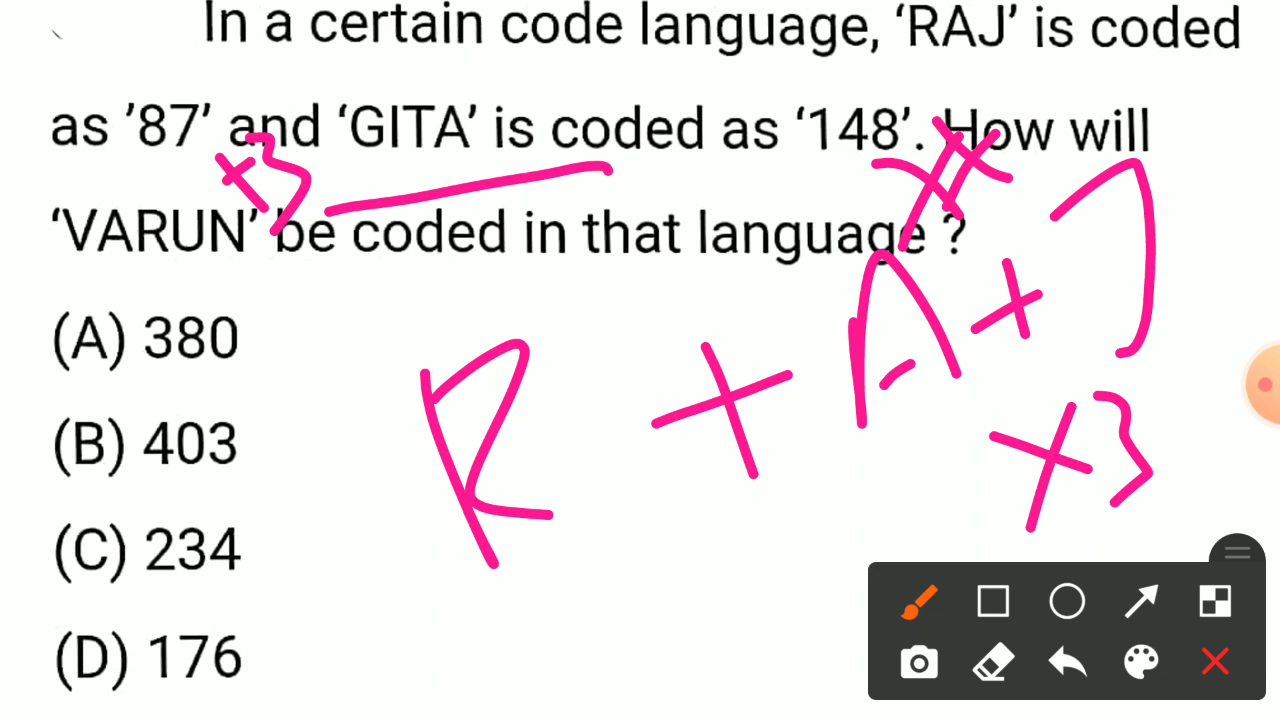 In a certain code language, ‘RAJ’ is coded
as ’87’ and ‘GITA’ is coded as ‘148’. How will
×3
‘VARUN’ be coded in that language ?
R + A + J
×3
(A) 380
(B) 403
(C) 234
(D) 176